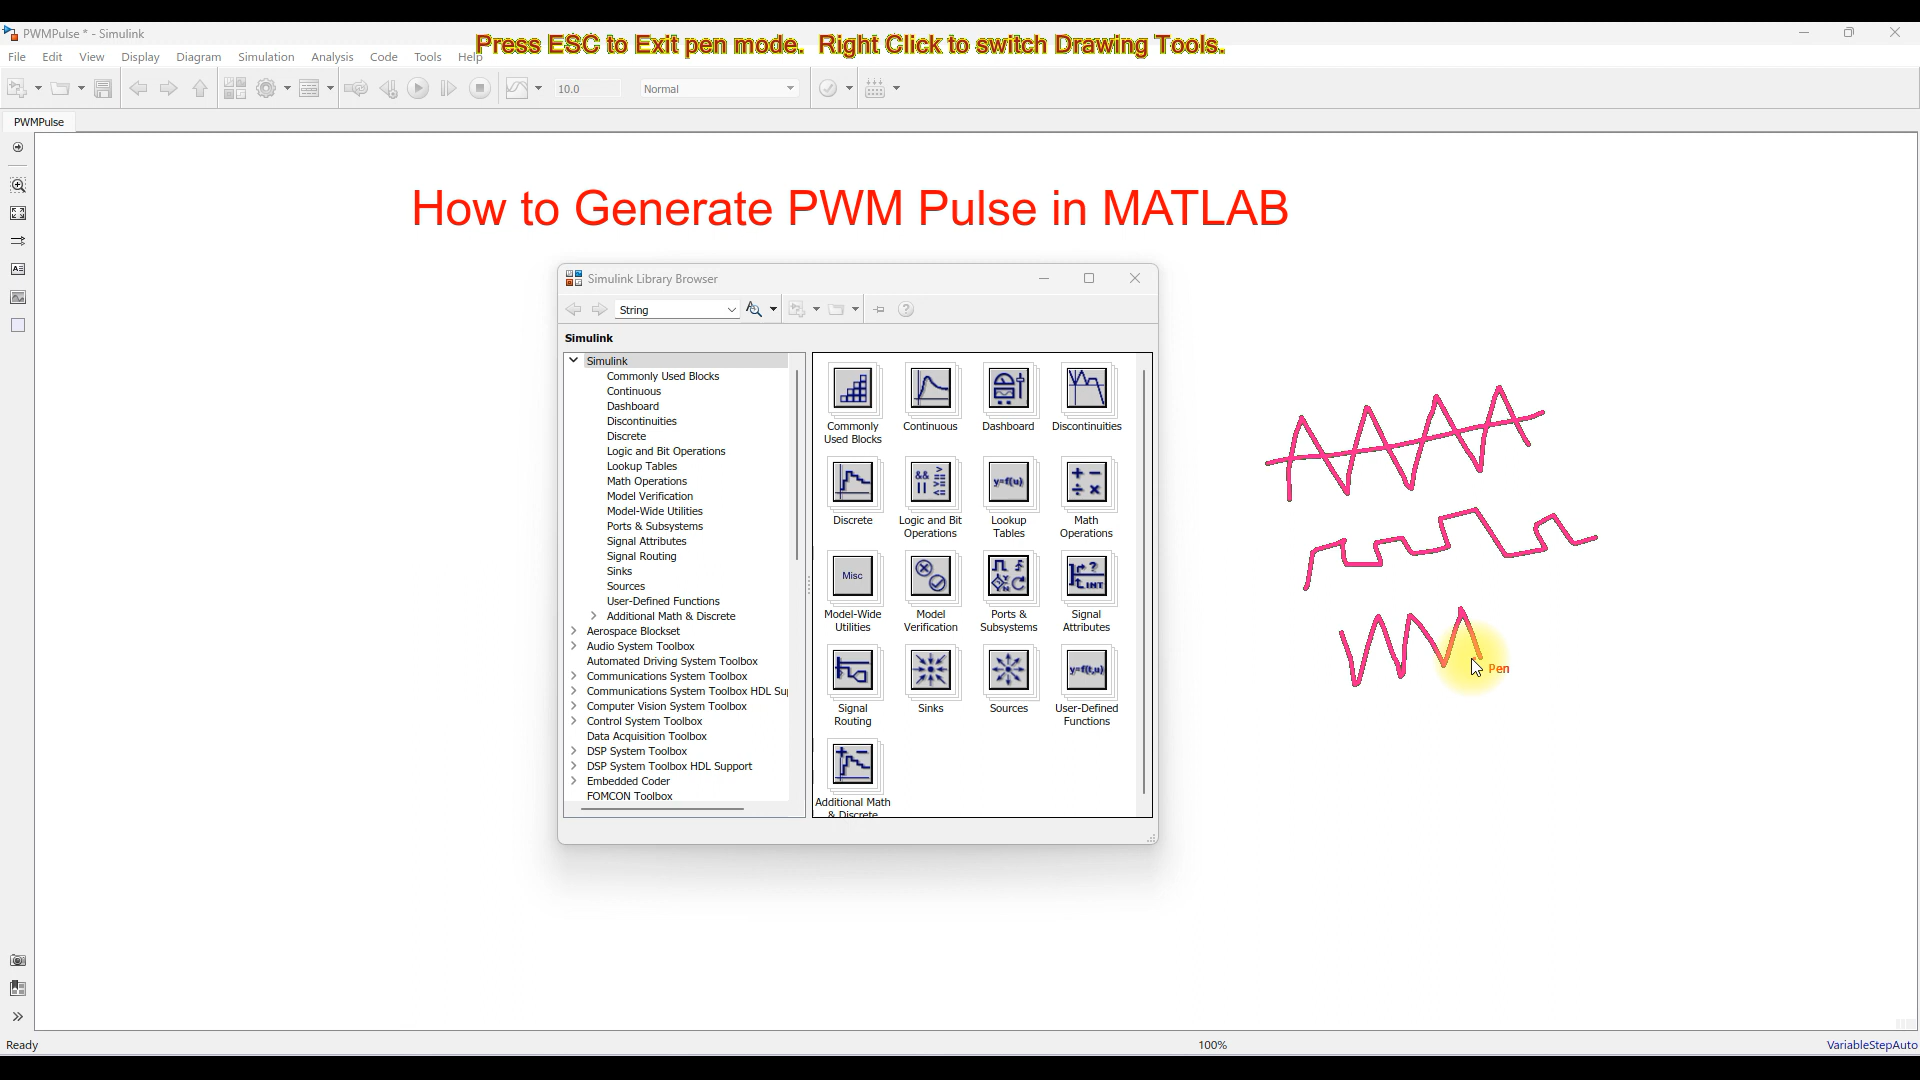 PWMPulse * - Simulink
Press ESC to Exit pen mode. Right Click to switch Drawing Tools.
File Edit View Display Diagram Simulation Analysis Code Tools Help
10.0 Normal
PWMPulse
How to Generate PWM Pulse in MATLAB
Simulink Library Browser
String
Simulink
Simulink
Commonly Used Blocks
Continuous
Dashboard
Discontinuities
Discrete
Logic and Bit Operations
Lookup Tables
Math Operations
Model Verification
Model-Wide Utilities
Ports & Subsystems
Signal Attributes
Signal Routing
Sinks
Sources
User-Defined Functions
Additional Math & Discrete
Aerospace Blockset
Audio System Toolbox
Automated Driving System Toolbox
Communications System Toolbox
Communications System Toolbox HDL Su
Computer Vision System Toolbox
Control System Toolbox
Data Acquisition Toolbox
DSP System Toolbox
DSP System Toolbox HDL Support
Embedded Coder
FOMCON Toolbox
Commonly Used Blocks
Continuous
Dashboard
Discontinuities
Discrete
Logic and Bit Operations
y=f(u)
Lookup Tables
Math Operations
Misc
Model-Wide Utilities
Model Verification
Ports & Subsystems
INT
Signal Attributes
Signal Routing
Sinks
Sources
y=f(t,u)
User-Defined Functions
Additional Math & Discrete
Pen
Ready
100%
VariableStepAuto